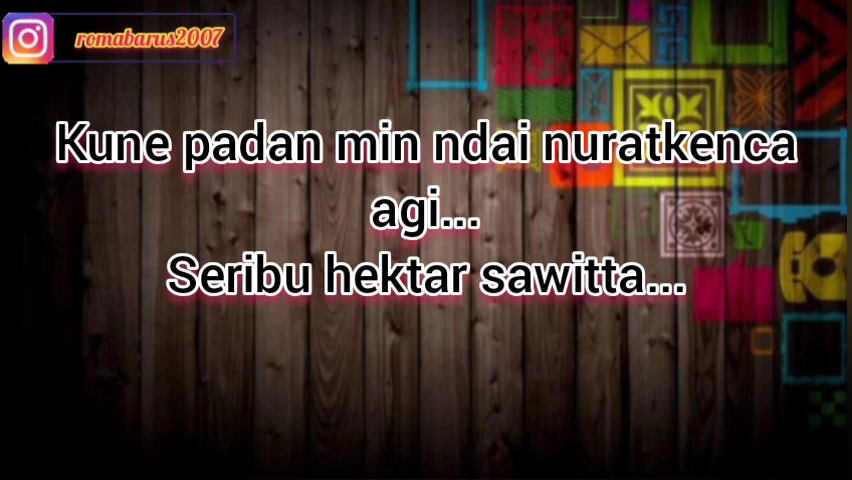 romabarus2007
Kune padan min ndai nuratkenca
agi...
Seribu hektar sawitta...